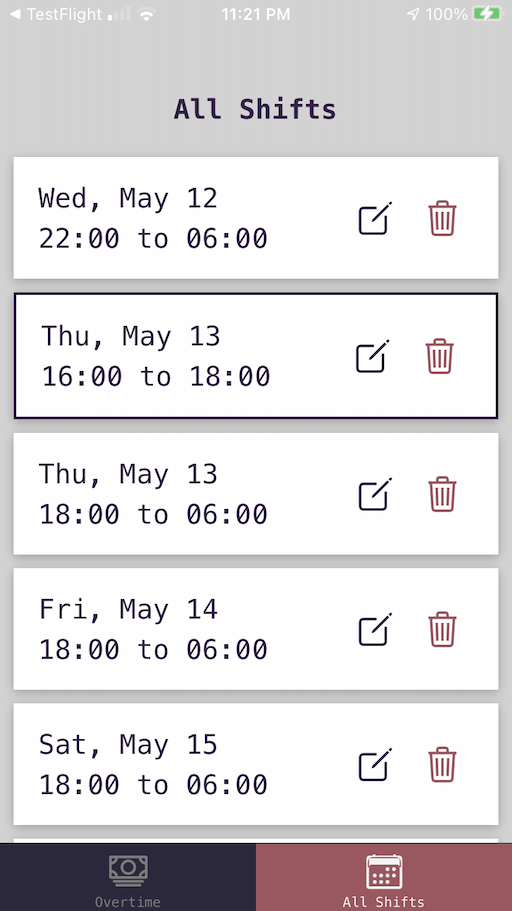 TestFlight 11:21 PM 100%
All Shifts
Wed, May 12
22:00 to 06:00
Thu, May 13
16:00 to 18:00
Thu, May 13
18:00 to 06:00
Fri, May 14
18:00 to 06:00
Sat, May 15
18:00 to 06:00
Overtime All Shifts